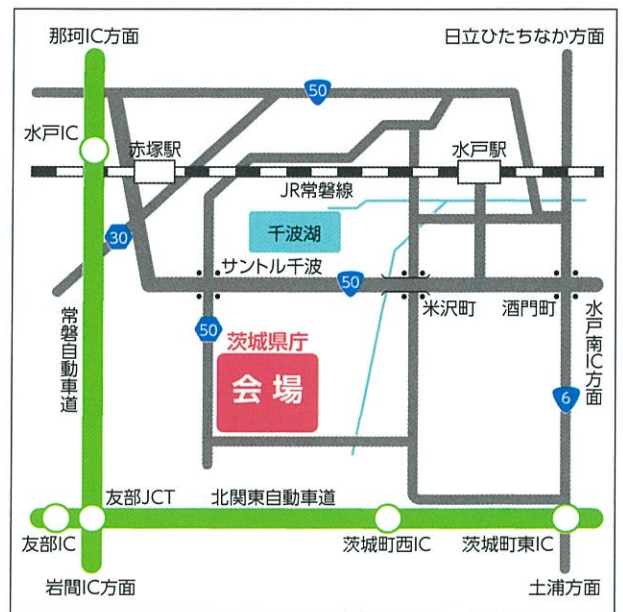 那珂IC方面
日立ひたちなか方面
50
水戸IC
赤塚駅
水戸駅
JR常磐線
千波湖
30
サントル千波
50
米沢町
酒門町
水戸南IC方面
常磐自動車道
50
茨城県庁
会場
6
友部JCT
北関東自動車道
友部IC
茨城町西IC
茨城町東IC
岩間IC方面
土浦方面